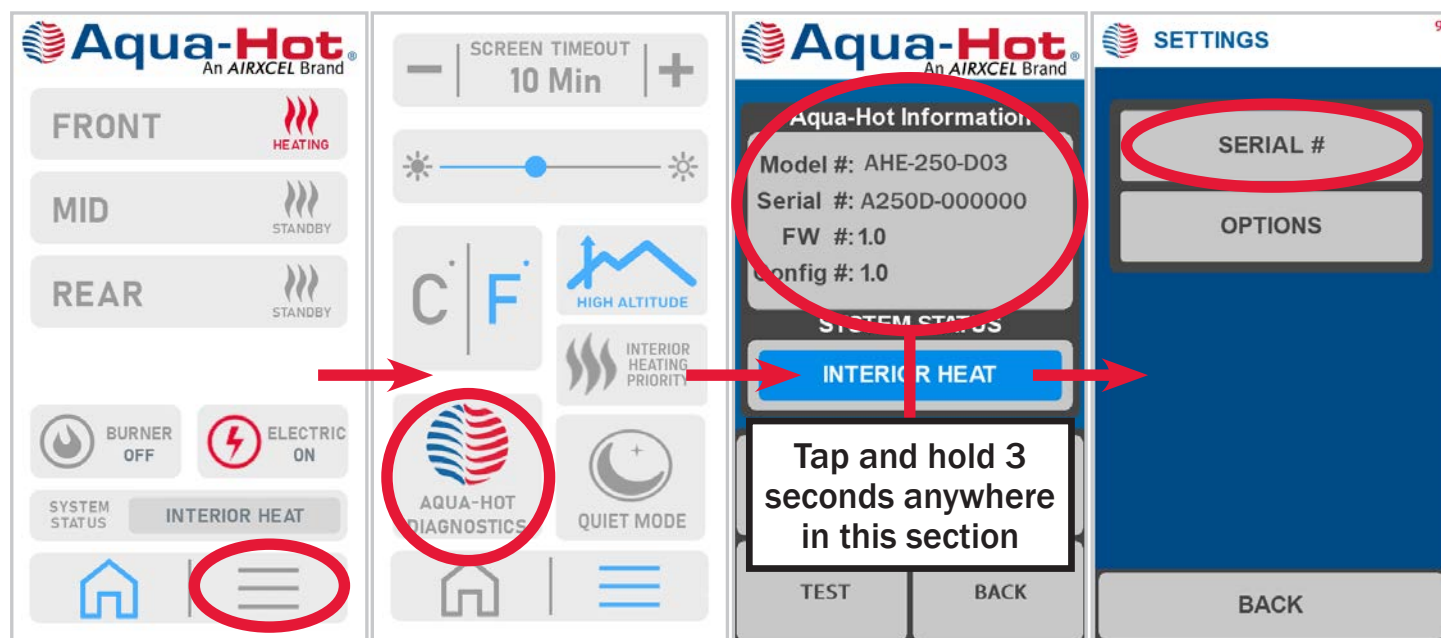 Aqua-Hot®
An AIRXCEL Brand
FRONT
HEATING
MID
STANDBY
REAR
STANDBY
BURNER
OFF
ELECTRIC
ON
SYSTEM
STATUS
INTERIOR HEAT
SCREEN TIMEOUT
10 Min
C° | F°
HIGH ALTITUDE
INTERIOR
HEATING
PRIORITY
AQUA-HOT
DIAGNOSTICS
QUIET MODE
Aqua-Hot®
An AIRXCEL Brand
Aqua-Hot Information
Model #: AHE-250-D03
Serial #: A250D-000000
FW #: 1.0
Config #: 1.0
SYSTEM STATUS
INTERIOR HEAT
Tap and hold 3
seconds anywhere
in this section
TEST
BACK
SETTINGS
9
SERIAL #
OPTIONS
BACK